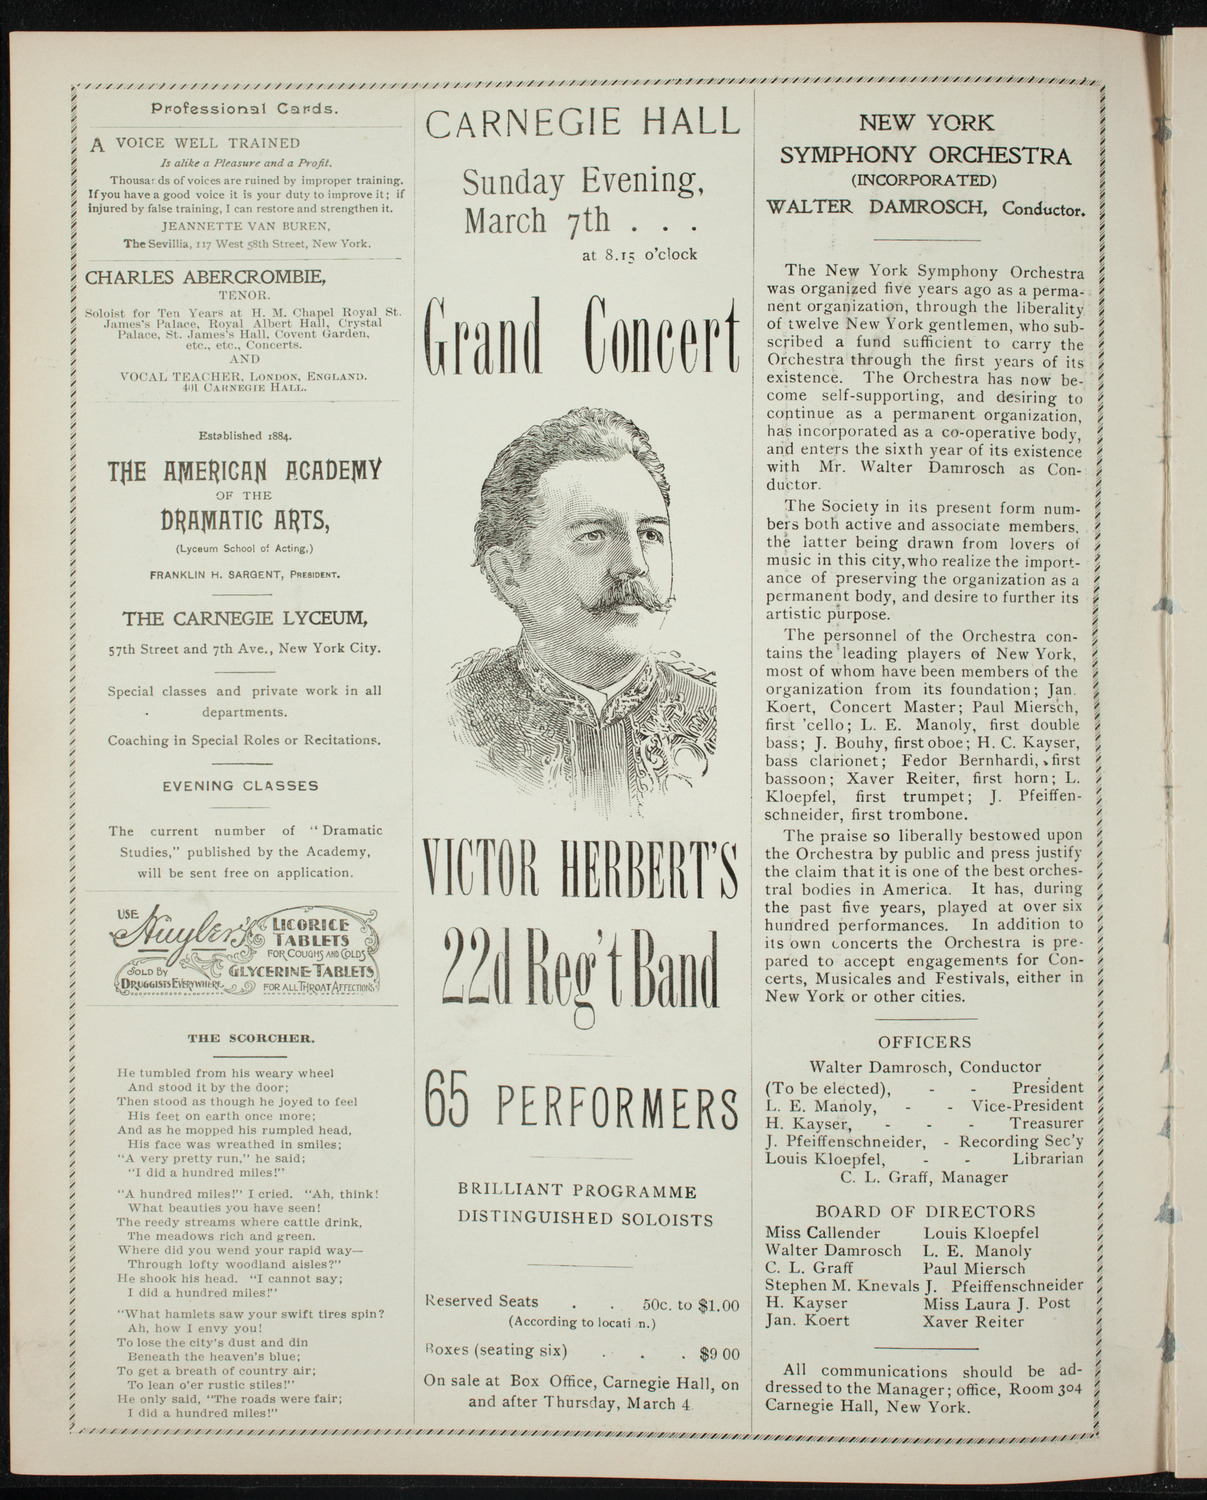 Professional Cards.
A VOICE WELL TRAINED
Is alike a Pleasure and a Profit.
Thousands of voices are ruined by improper training.
If you have a good voice it is your duty to improve it; if
injured by false training, I can restore and strengthen it.
JEANNETTE VAN BUREN,
The Sevillia, 117 West 58th Street, New York.
CHARLES ABERCROMBIE,
TENOR.
Soloist for Ten Years at H. M. Chapel Royal St.
James's Palace, Royal Albert Hall, Crystal
Palace, St. James's Hall, Covent Garden,
etc., etc., Concerts.
AND
VOCAL TEACHER, LONDON, ENGLAND.
401 CARNEGIE HALL.
Established 1884.
THE AMERICAN ACADEMY
OF THE
DRAMATIC ARTS,
(Lyceum School of Acting,)
FRANKLIN H. SARGENT, PRESIDENT.
THE CARNEGIE LYCEUM,
57th Street and 7th Ave., New York City.
Special classes and private work in all
departments.
Coaching in Special Roles or Recitations.
EVENING CLASSES
The current number of "Dramatic
Studies," published by the Academy,
will be sent free on application.
USE
Huyler's
LICORICE
TABLETS
FOR COUGHS AND COLDS
SOLD BY
DRUGGISTS EVERYWHERE
GLYCERINE TABLETS
FOR ALL THROAT AFFECTIONS
THE SCORCHER.
He tumbled from his weary wheel
And stood it by the door;
Then stood as though he joyed to feel
His feet on earth once more;
And as he mopped his rumpled head,
His face was wreathed in smiles;
"A very pretty run," he said;
"I did a hundred miles!"
"A hundred miles!" I cried. "Ah, think!
What beauties you have seen!
The reedy streams where cattle drink,
The meadows rich and green.
Where did you wend your rapid way—
Through lofty woodland aisles?"
He shook his head. "I cannot say;
I did a hundred miles!"
"What hamlets saw your swift tires spin?
Ah, how I envy you!
To lose the city's dust and din
Beneath the heaven's blue;
To get a breath of country air;
To lean o'er rustic stiles!"
He only said, "The roads were fair;
I did a hundred miles!"
CARNEGIE HALL
Sunday Evening,
March 7th . . .
at 8.15 o'clock
Grand Concert
VICTOR HERBERT'S
22d Reg't Band
65 PERFORMERS
BRILLIANT PROGRAMME
DISTINGUISHED SOLOISTS
Reserved Seats . . 50c. to $1.00
(According to locati n.)
Boxes (seating six) . . . $9 00
On sale at Box Office, Carnegie Hall, on
and after Thursday, March 4
NEW YORK
SYMPHONY ORCHESTRA
(INCORPORATED)
WALTER DAMROSCH, Conductor.
The New York Symphony Orchestra
was organized five years ago as a perma-
nent organization, through the liberality
of twelve New York gentlemen, who sub-
scribed a fund sufficient to carry the
Orchestra through the first years of its
existence. The Orchestra has now be-
come self-supporting, and desiring to
continue as a permanent organization,
has incorporated as a co-operative body,
and enters the sixth year of its existence
with Mr. Walter Damrosch as Con-
ductor.
The Society in its present form num-
bers both active and associate members,
the latter being drawn from lovers of
music in this city, who realize the import-
ance of preserving the organization as a
permanent body, and desire to further its
artistic purpose.
The personnel of the Orchestra con-
tains the leading players of New York,
most of whom have been members of the
organization from its foundation; Jan.
Koert, Concert Master; Paul Miersch,
first 'cello; L. E. Manoly, first double
bass; J. Bouhy, first oboe; H. C. Kayser,
bass clarionet; Fedor Bernhardi, first
bassoon; Xaver Reiter, first horn; L.
Kloepfel, first trumpet; J. Pfeiffen-
schneider, first trombone.
The praise so liberally bestowed upon
the Orchestra by public and press justify
the claim that it is one of the best orches-
tral bodies in America. It has, during
the past five years, played at over six
hundred performances. In addition to
its own concerts the Orchestra is pre-
pared to accept engagements for Con-
certs, Musicales and Festivals, either in
New York or other cities.
OFFICERS
Walter Damrosch, Conductor
(To be elected), - - President
L. E. Manoly, - - Vice-President
H. Kayser, - - - Treasurer
J. Pfeiffenschneider, - Recording Sec'y
Louis Kloepfel, - - Librarian
C. L. Graff, Manager
BOARD OF DIRECTORS
Miss Callender Louis Kloepfel
Walter Damrosch L. E. Manoly
C. L. Graff Paul Miersch
Stephen M. Knevals J. Pfeiffenschneider
H. Kayser Miss Laura J. Post
Jan. Koert Xaver Reiter
All communications should be ad-
dressed to the Manager; office, Room 304
Carnegie Hall, New York.